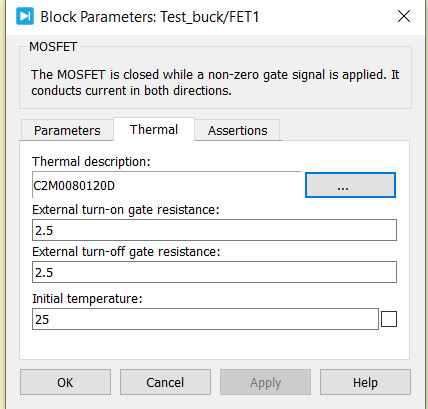 Block Parameters: Test_buck/FET1
MOSFET
The MOSFET is closed while a non-zero gate signal is applied. It
conducts current in both directions.
Parameters Thermal Assertions
Thermal description:
C2M0080120D ...
External turn-on gate resistance:
2.5
External turn-off gate resistance:
2.5
Initial temperature:
25
OK Cancel Apply Help